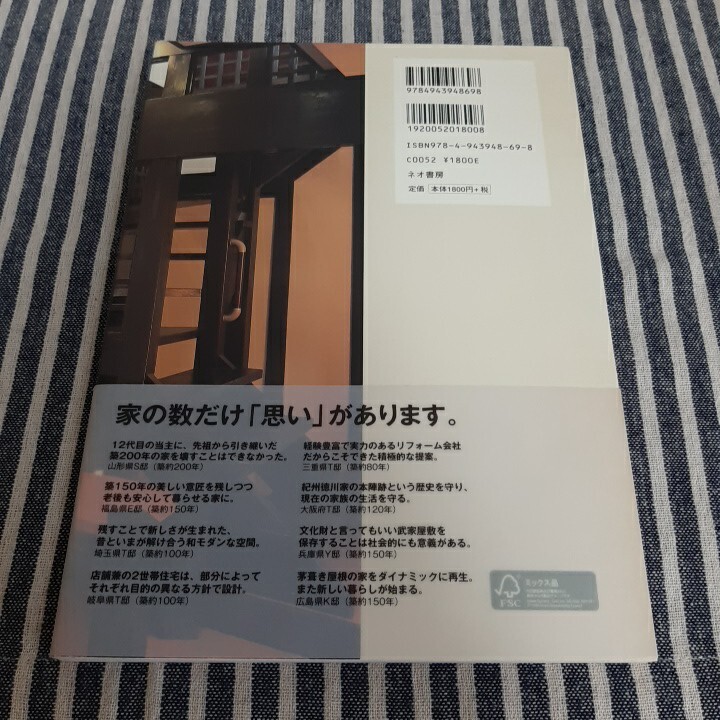 9784943948698
1920052018008
ISBN978-4-943948-69-8
C0052 ¥1800E
ネオ書房
定価 本体1800円+税
家の数だけ「思い」があります。
12代目の当主に、先祖から引き継いだ
築200年の家を壊すことはできなかった。
山形県S邸（築約200年）
築150年の美しい意匠を残しつつ
老後も安心して暮らせる家に。
福島県E邸（築約150年）
残すことで新しさが生まれた、
昔といまが解け合う和モダンな空間。
埼玉県T邸（築約100年）
店舗兼の2世帯住宅は、部分によって
それぞれ目的の異なる方針で設計。
岐阜県T邸（築約100年）
経験豊富で実力のあるリフォーム会社
だからこそできた積極的な提案。
三重県T邸（築約80年）
紀州徳川家の本陣跡という歴史を守り、
現在の家族の生活を守る。
大阪府T邸（築約120年）
文化財と言ってもいい武家屋敷を
保存することは社会的にも意義がある。
兵庫県Y邸（築約150年）
茅葺き屋根の家をダイナミックに再生。
また新しい暮らしが始まる。
広島県K邸（築約150年）
FSC
ミックス品